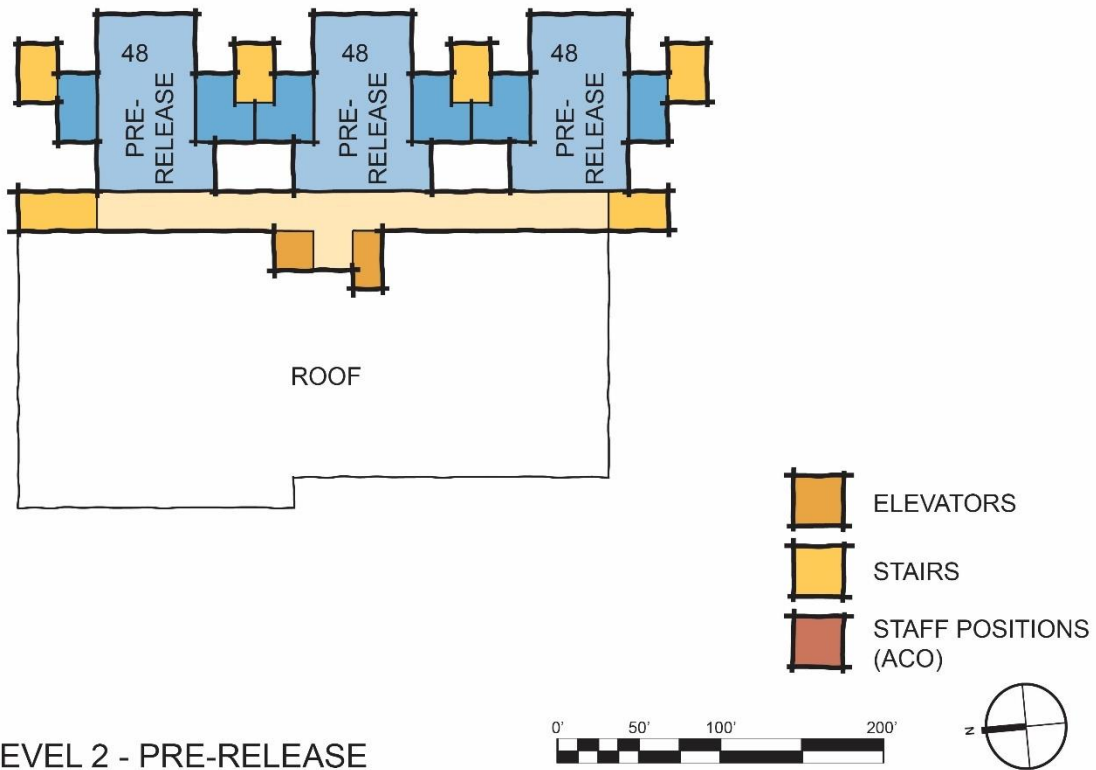 48
PRE-
RELEASE
48
PRE-
RELEASE
48
PRE-
RELEASE
ROOF
ELEVATORS
STAIRS
STAFF POSITIONS
(ACO)
0' 50' 100' 200'
N
EVEL 2 - PRE-RELEASE